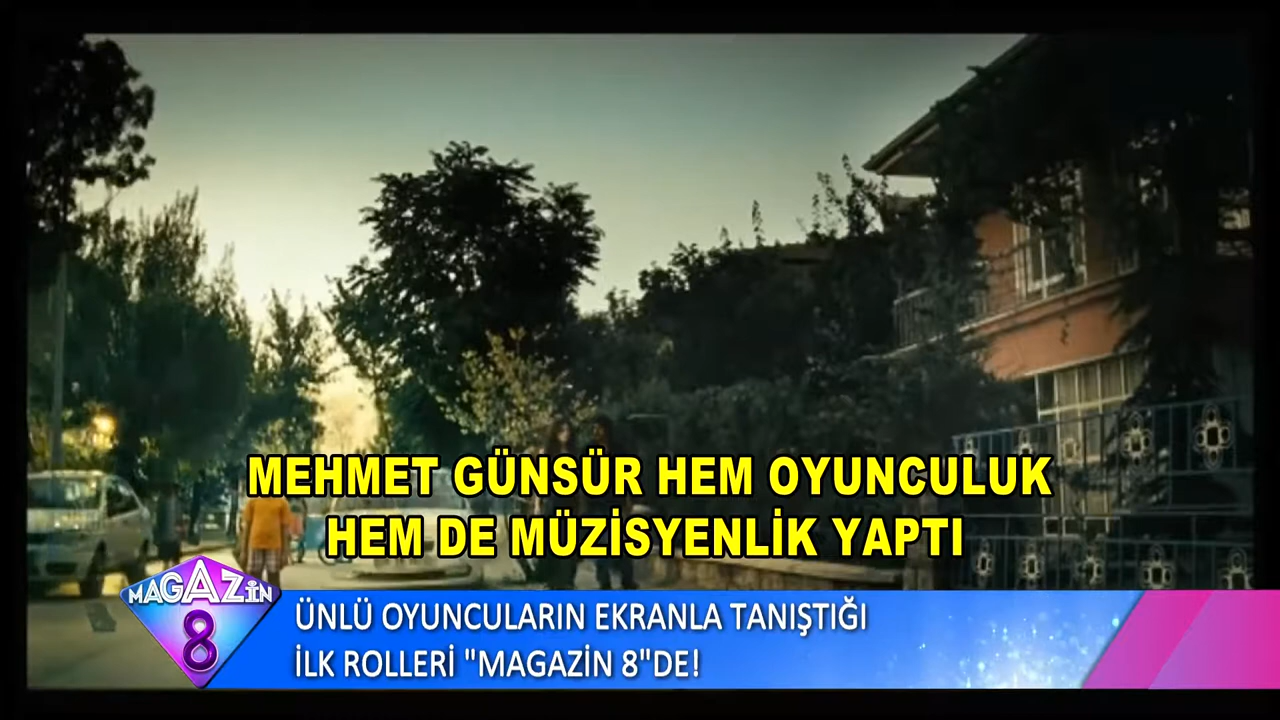 MEHMET GÜNSÜR HEM OYUNCULUK
HEM DE MÜZİSYENLİK YAPTI
MAGAZİN
8
ÜNLÜ OYUNCULARIN EKRANLA TANIŞTIĞI
İLK ROLLERİ "MAGAZİN 8"DE!